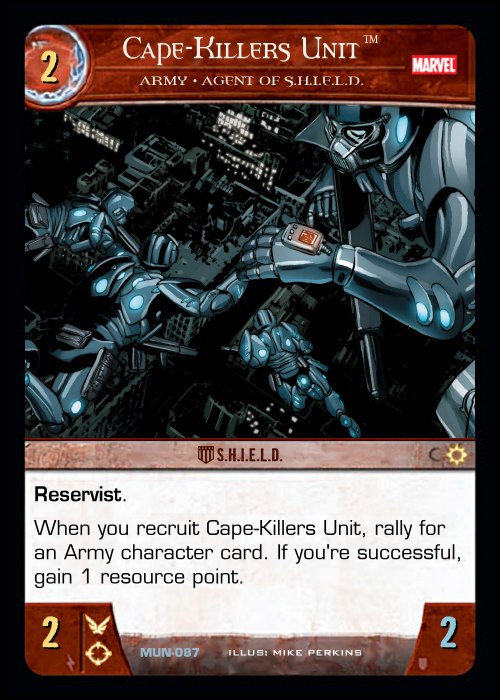 2
Cape-Killers Unit™
Army • Agent of S.H.I.E.L.D.
MARVEL
S.H.I.E.L.D.
C
Reservist.
When you recruit Cape-Killers Unit, rally for
an Army character card. If you're successful,
gain 1 resource point.
2
MUN-087
ILLUS: MIKE PERKINS
2